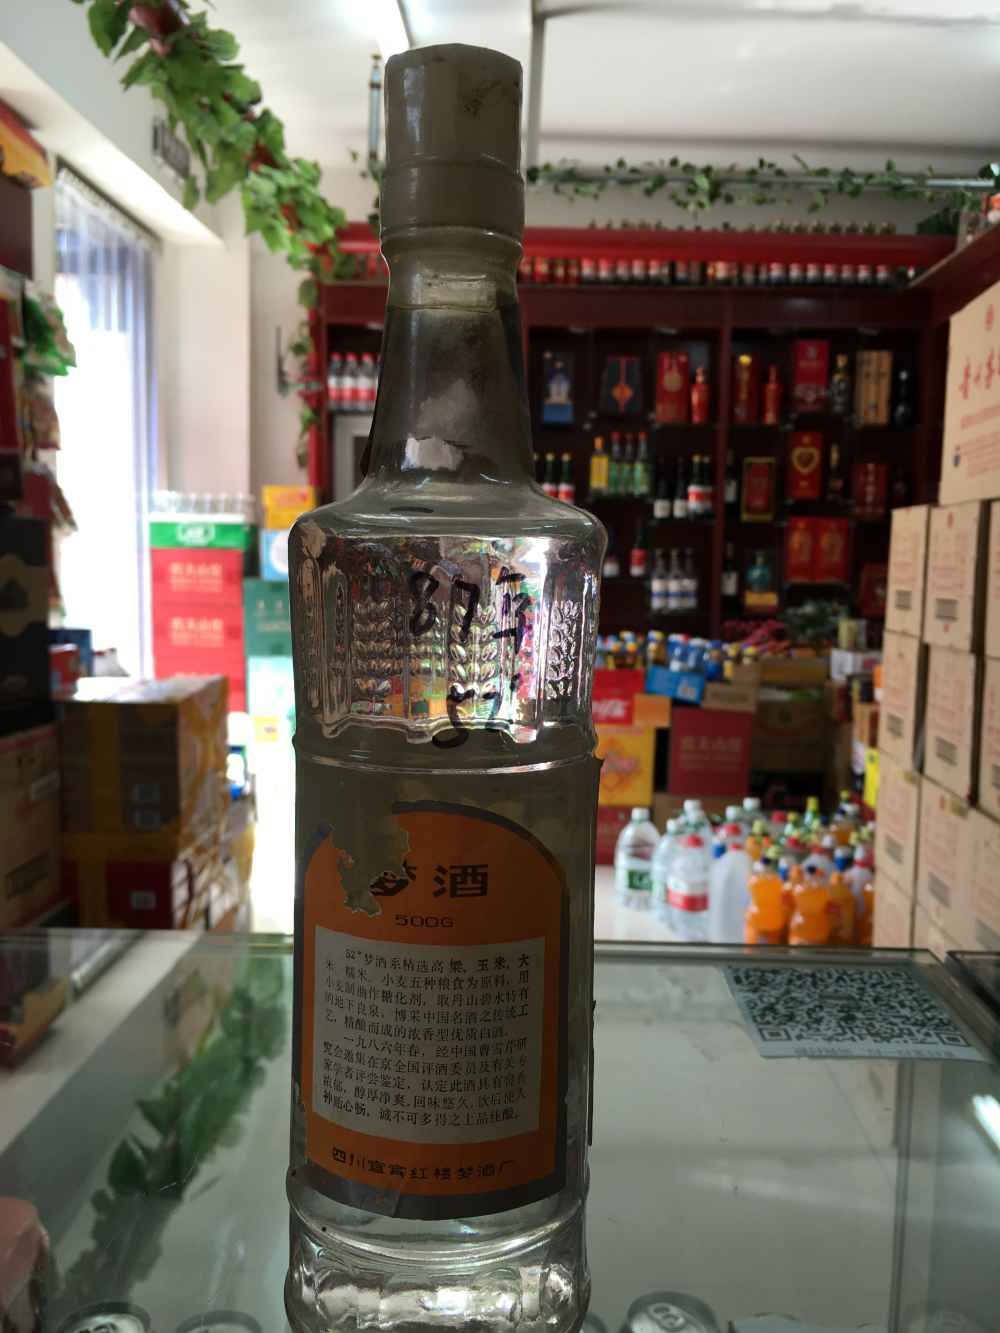 87年
52°
梦酒
500G
52°梦酒系精选高粱，玉米，大
米，糯米，小麦五种粮食为原料，用
小麦制曲作糖化剂，取丹山碧水特有
的地下良泉、博采中国名酒之传统工
艺，精酿而成的浓香型优质白酒。
一九八六年春，经中国曹雪芹研
究会邀集在京全国评酒委员及有关专
家学者评尝鉴定，认定此酒具有窖香
浓郁，醇厚净爽，回味悠久，饮后使人
神贻心畅，诚不可多得之上品佳酿。
四川宜宾红楼梦酒厂